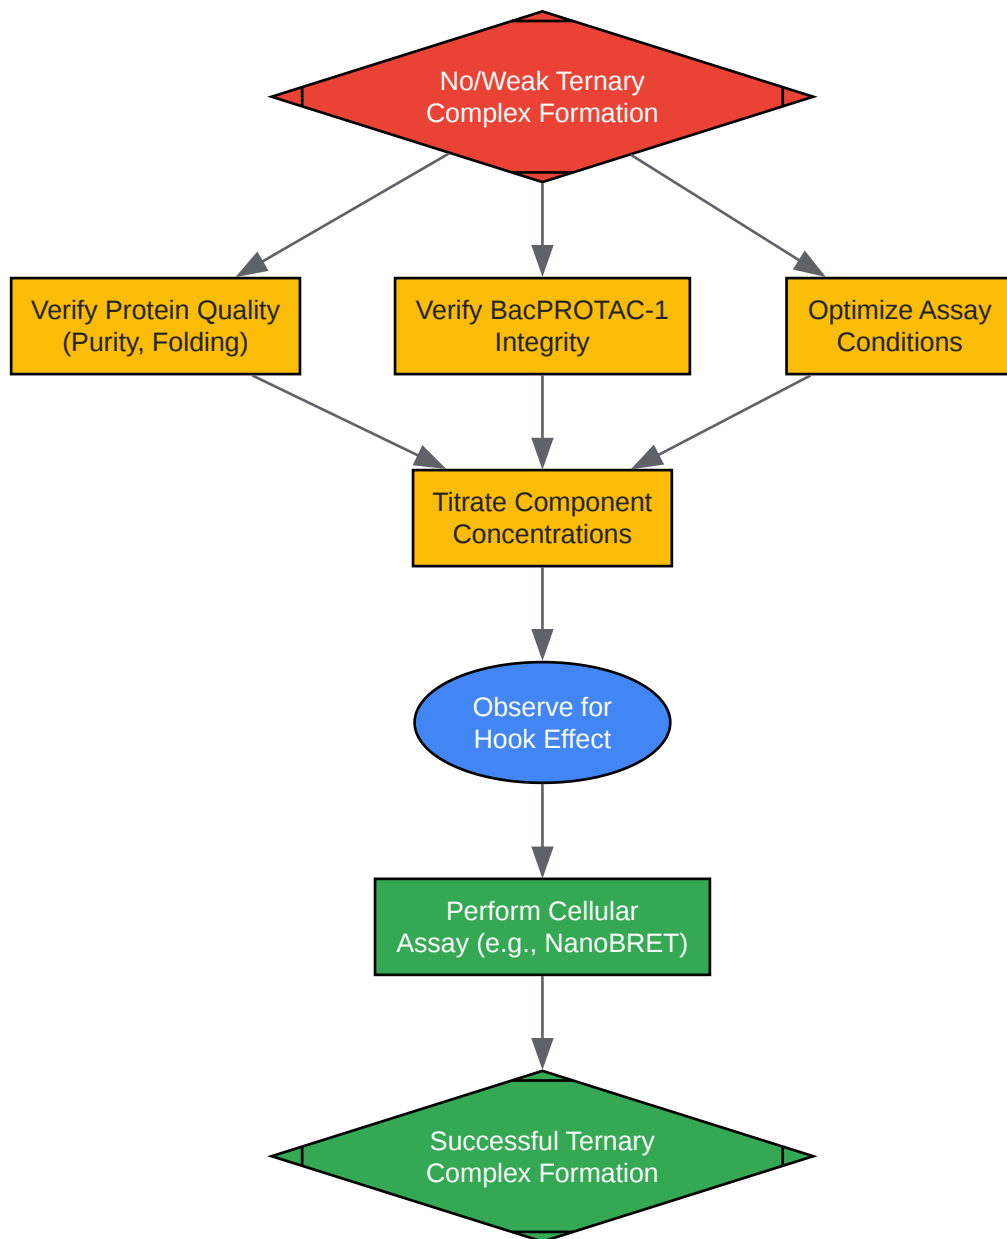 No/Weak Ternary
Complex Formation
Verify Protein Quality
(Purity, Folding)
Verify BacPROTAC-1
Integrity
Optimize Assay
Conditions
Titrate Component
Concentrations
Observe for
Hook Effect
Perform Cellular
Assay (e.g., NanoBRET)
Successful Ternary
Complex Formation